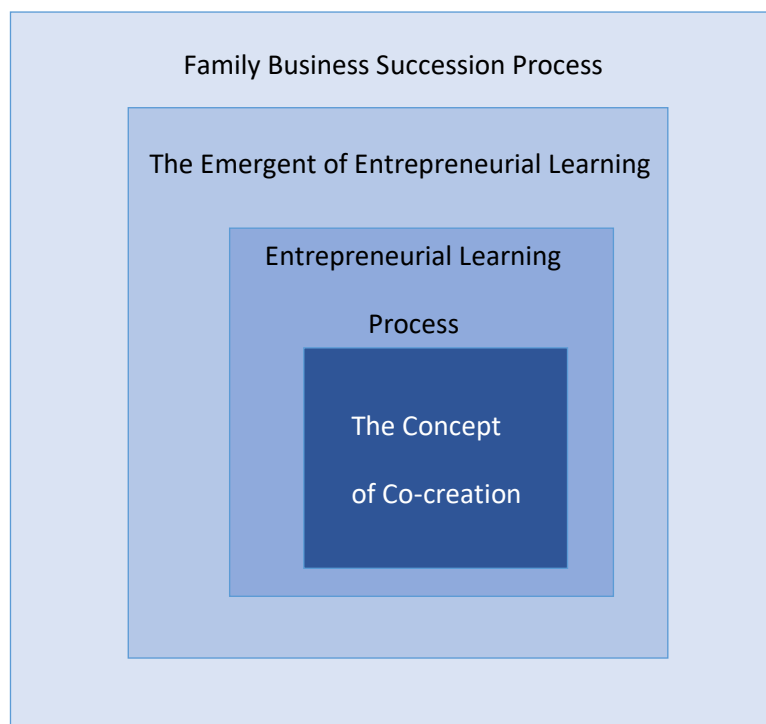 Family Business Succession Process
The Emergent of Entrepreneurial Learning
Entrepreneurial Learning
Process
The Concept
of Co-creation